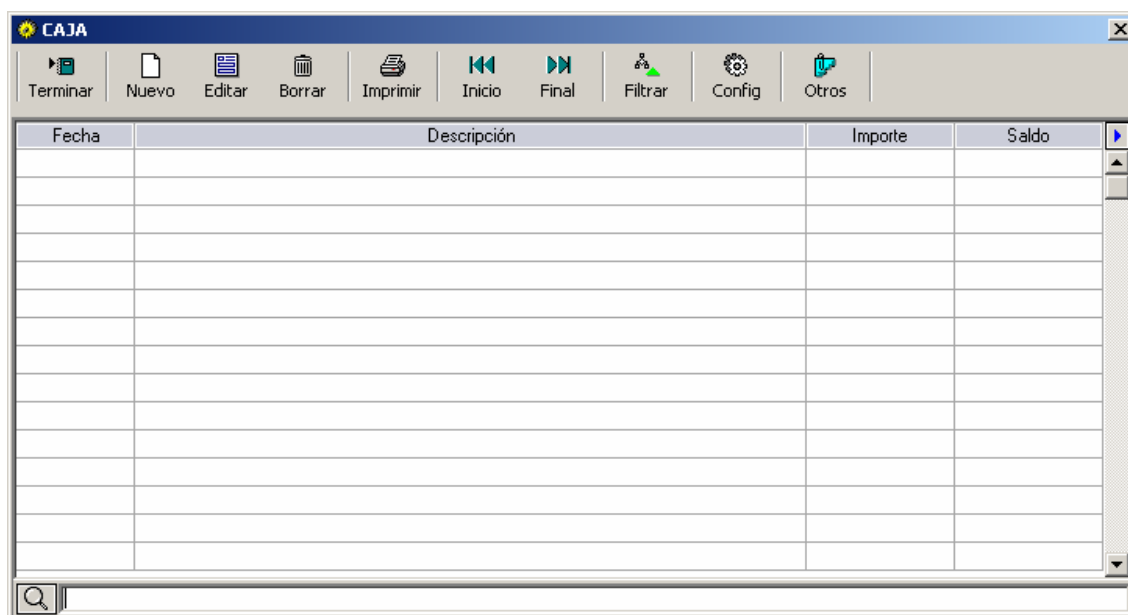 CAJA
Terminar Nuevo Editar Borrar Imprimir Inicio Final Filtrar Config Otros
Fecha Descripción Importe Saldo